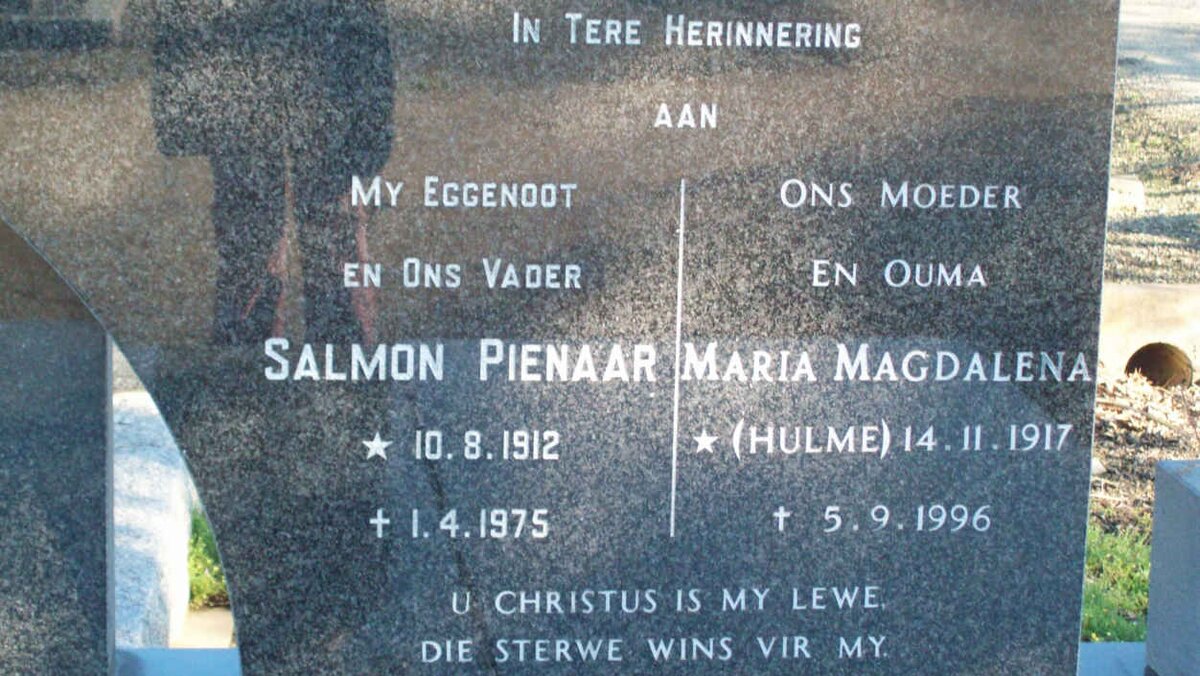 IN TERE HERINNERING
AAN
MY EGGENOOT
EN ONS VADER
SALMON PIENAAR
★ 10.8.1912
✝ 1.4.1975
ONS MOEDER
EN OUMA
MARIA MAGDALENA
★ (HULME) 14.11.1917
✝ 5.9.1996
U CHRISTUS IS MY LEWE.
DIE STERWE WINS VIR MY.